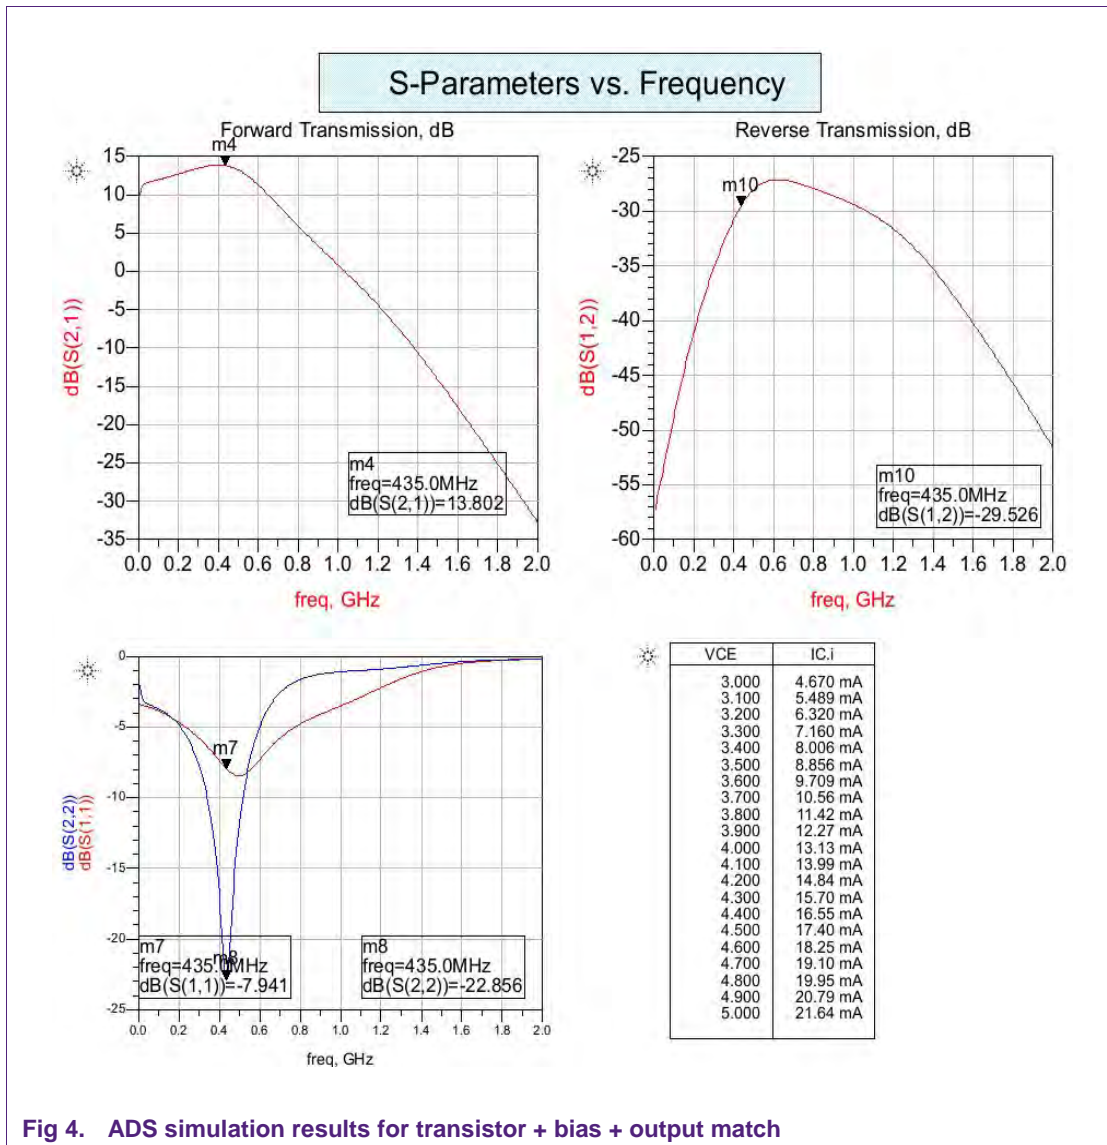 S-Parameters vs. Frequency
Forward Transmission, dB
m4
15
10
5
0
-5
-10
-15
-20
-25
-30
-35
dB(S(2,1))
m4
freq=435.0MHz
dB(S(2,1))=13.802
0.0 0.2 0.4 0.6 0.8 1.0 1.2 1.4 1.6 1.8 2.0
freq, GHz
Reverse Transmission, dB
m10
-25
-30
-35
-40
-45
-50
-55
-60
dB(S(1,2))
m10
freq=435.0MHz
dB(S(1,2))=-29.526
0.0 0.2 0.4 0.6 0.8 1.0 1.2 1.4 1.6 1.8 2.0
freq, GHz
0
-5
-10
-15
-20
-25
dB(S(2,2))
dB(S(1,1))
m7
m8
m7
freq=435.0MHz
dB(S(1,1))=-7.941
m8
freq=435.0MHz
dB(S(2,2))=-22.856
0.0 0.2 0.4 0.6 0.8 1.0 1.2 1.4 1.6 1.8 2.0
freq, GHz
VCE IC.i
3.000 4.670 mA
3.100 5.489 mA
3.200 6.320 mA
3.300 7.160 mA
3.400 8.006 mA
3.500 8.856 mA
3.600 9.709 mA
3.700 10.56 mA
3.800 11.42 mA
3.900 12.27 mA
4.000 13.13 mA
4.100 13.99 mA
4.200 14.84 mA
4.300 15.70 mA
4.400 16.55 mA
4.500 17.40 mA
4.600 18.25 mA
4.700 19.10 mA
4.800 19.95 mA
4.900 20.79 mA
5.000 21.64 mA
Fig 4. ADS simulation results for transistor + bias + output match